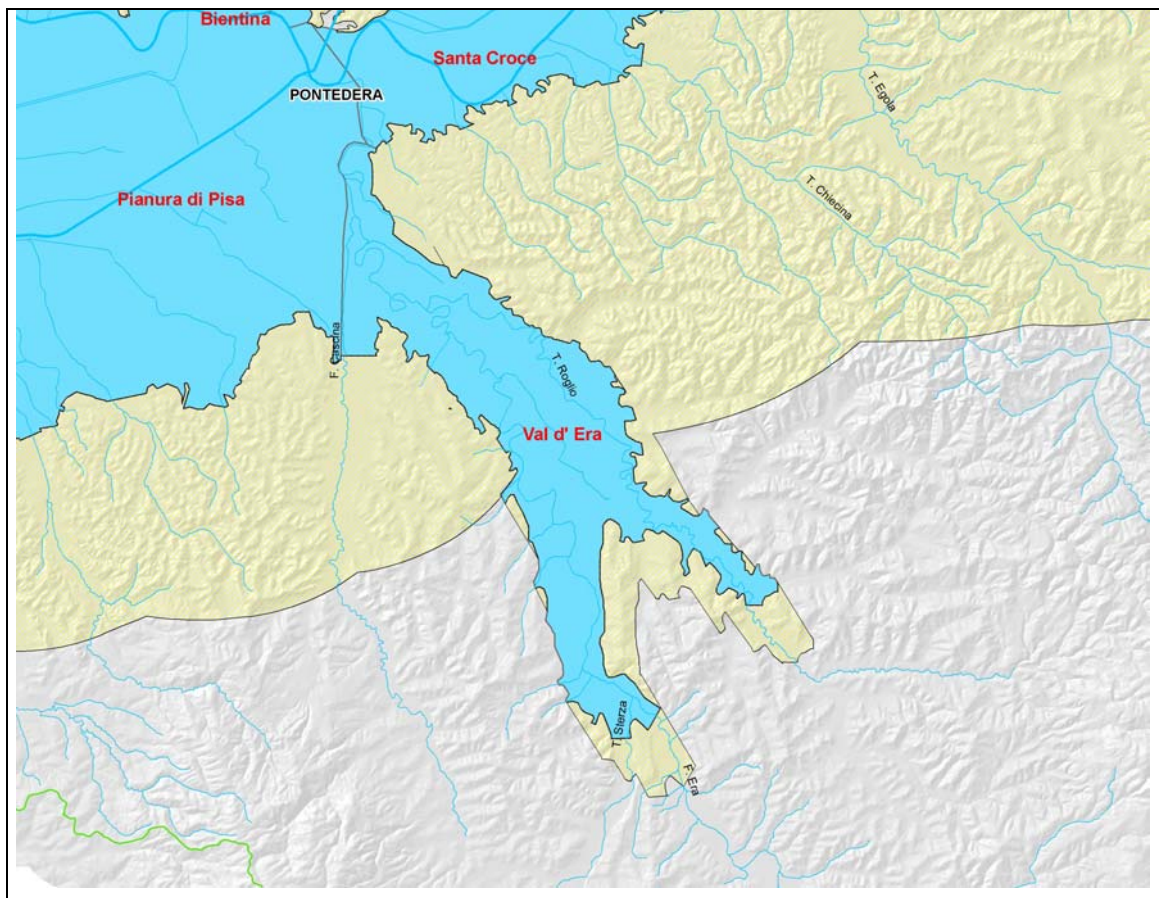 Bientina
Santa Croce
PONTEDERA
T. Egola
Pianura di Pisa
T. Chiecina
F. Cascina
T. Roglio
Val d' Era
T. Sterza
F. Era